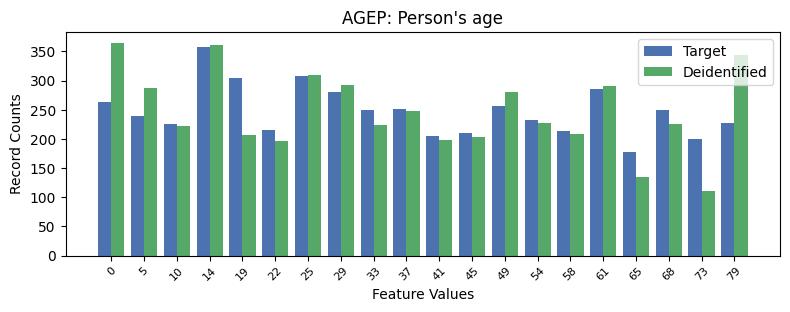 AGEP: Person's age
Record Counts
350
300
250
200
150
100
50
0
Target
Deidentified
0 5 10 14 19 22 25 29 33 37 41 45 49 54 58 61 65 68 73 79
Feature Values